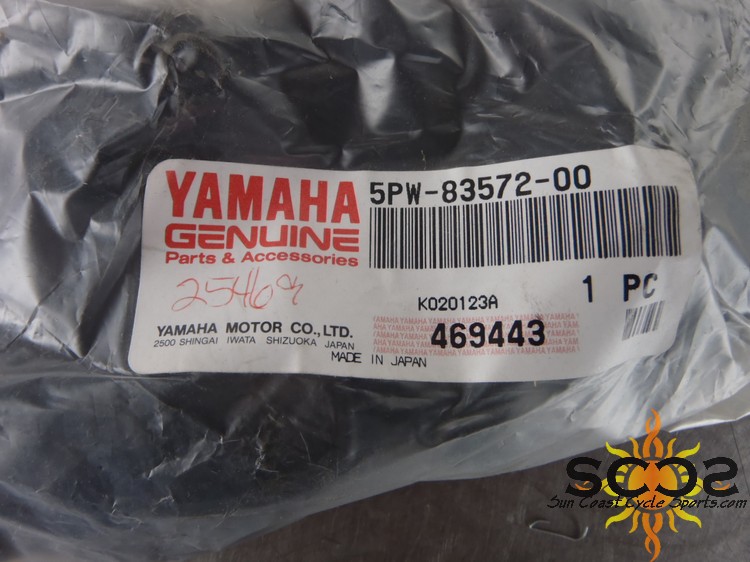 YAMAHA
GENUINE
Parts & Accessories
5PW-83572-00
1 PC
K020123A
25469
YAMAHA MOTOR CO.,LTD.
2500 SHINGAI IWATA SHIZUOKA JAPAN
469443
MADE IN JAPAN
SCCS
Sun Coast Cycle Sports.com